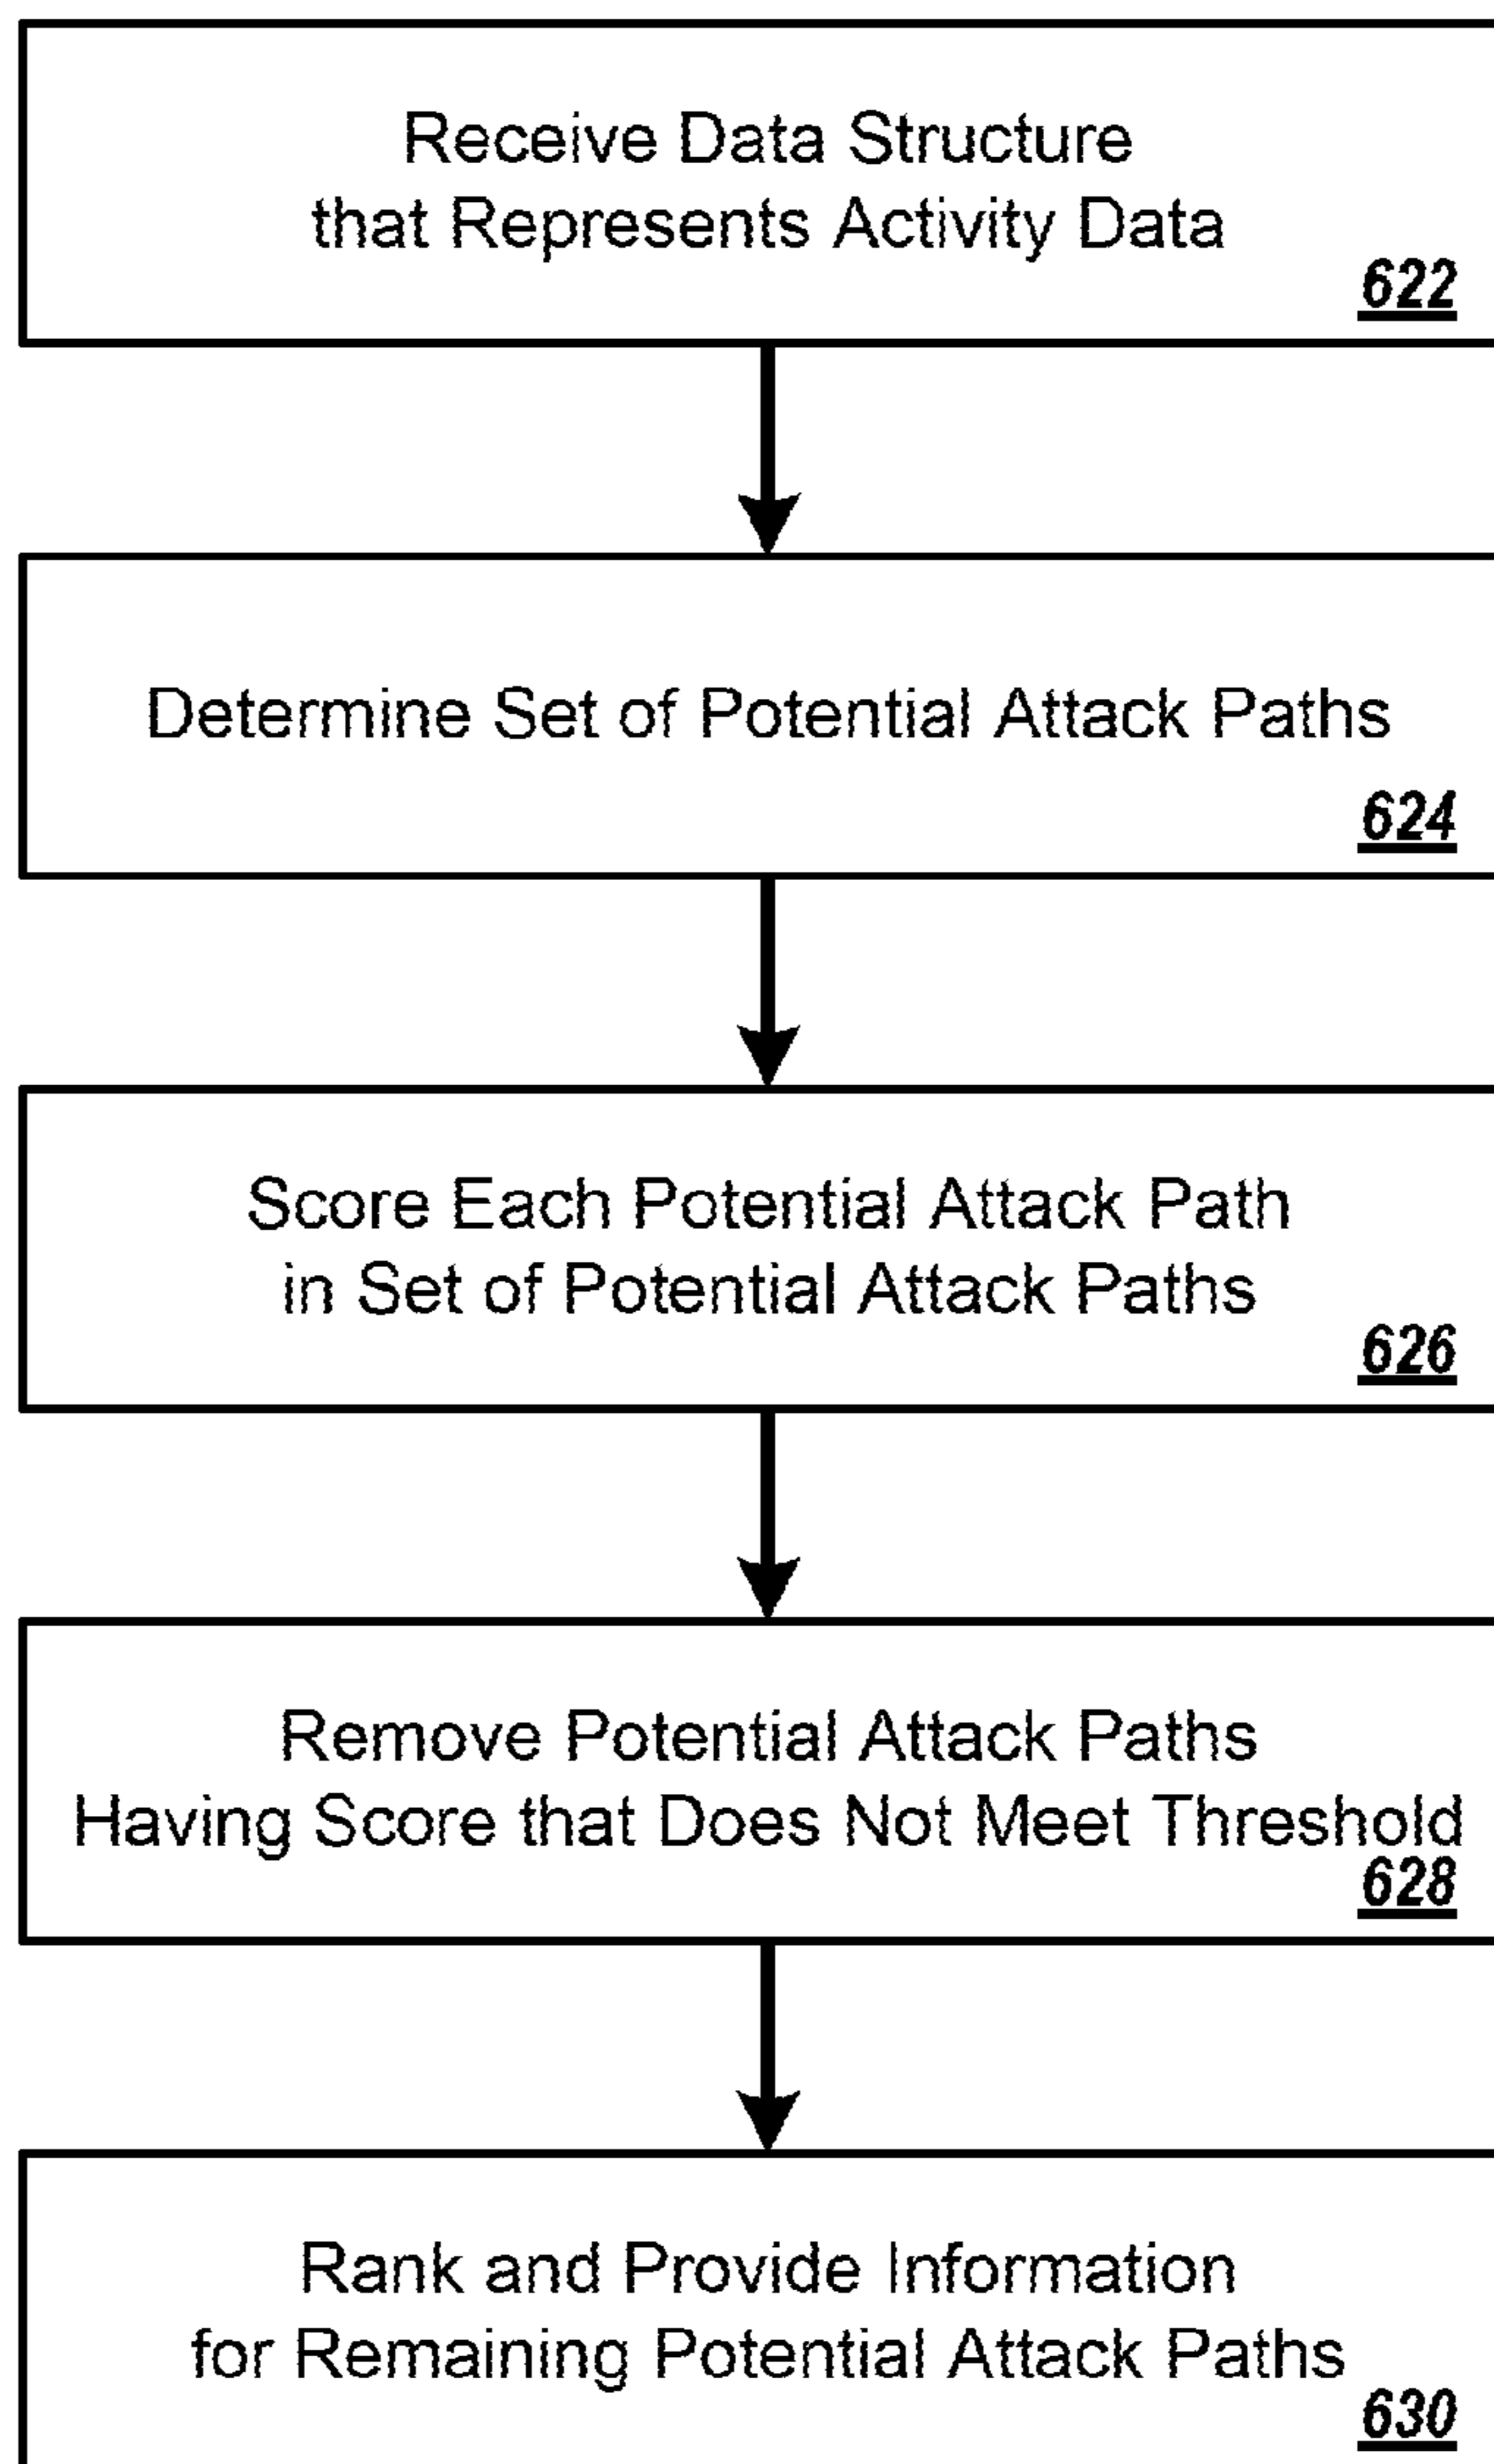 Receive Data Structure
that Represents Activity Data
622
Determine Set of Potential Attack Paths
624
Score Each Potential Attack Path
in Set of Potential Attack Paths
626
Remove Potential Attack Paths
Having Score that Does Not Meet Threshold
628
Rank and Provide Information
for Remaining Potential Attack Paths
630